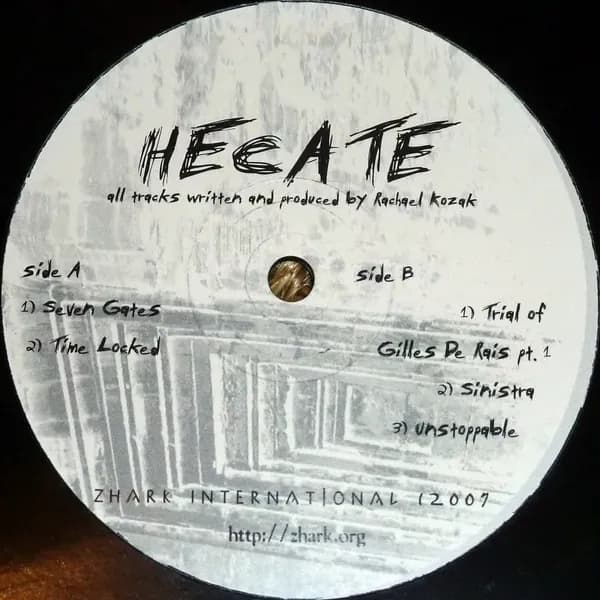 HECATE
all tracks written and produced by Rachael Kozak
side A
1) Seven Gates
2) Time Locked
side B
1) Trial of
Gilles De Rais pt. 1
2) Sinistra
3) unstoppable
ZHARK INTERNATIONAL 12007
http://zhark.org